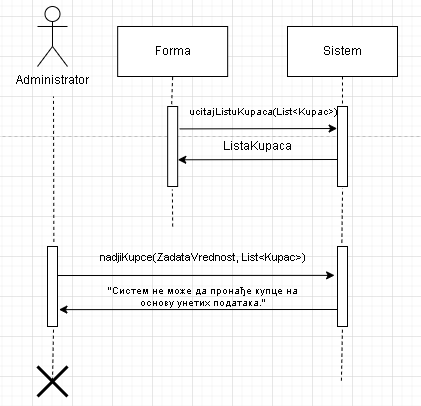 Administrator
Forma
Sistem
ucitajListuKupaca(List<Kupac>)
ListaKupaca
nadjiKupce(ZadataVrednost, List<Kupac>)
"Систем не може да пронађе купце на
основу унетих података."